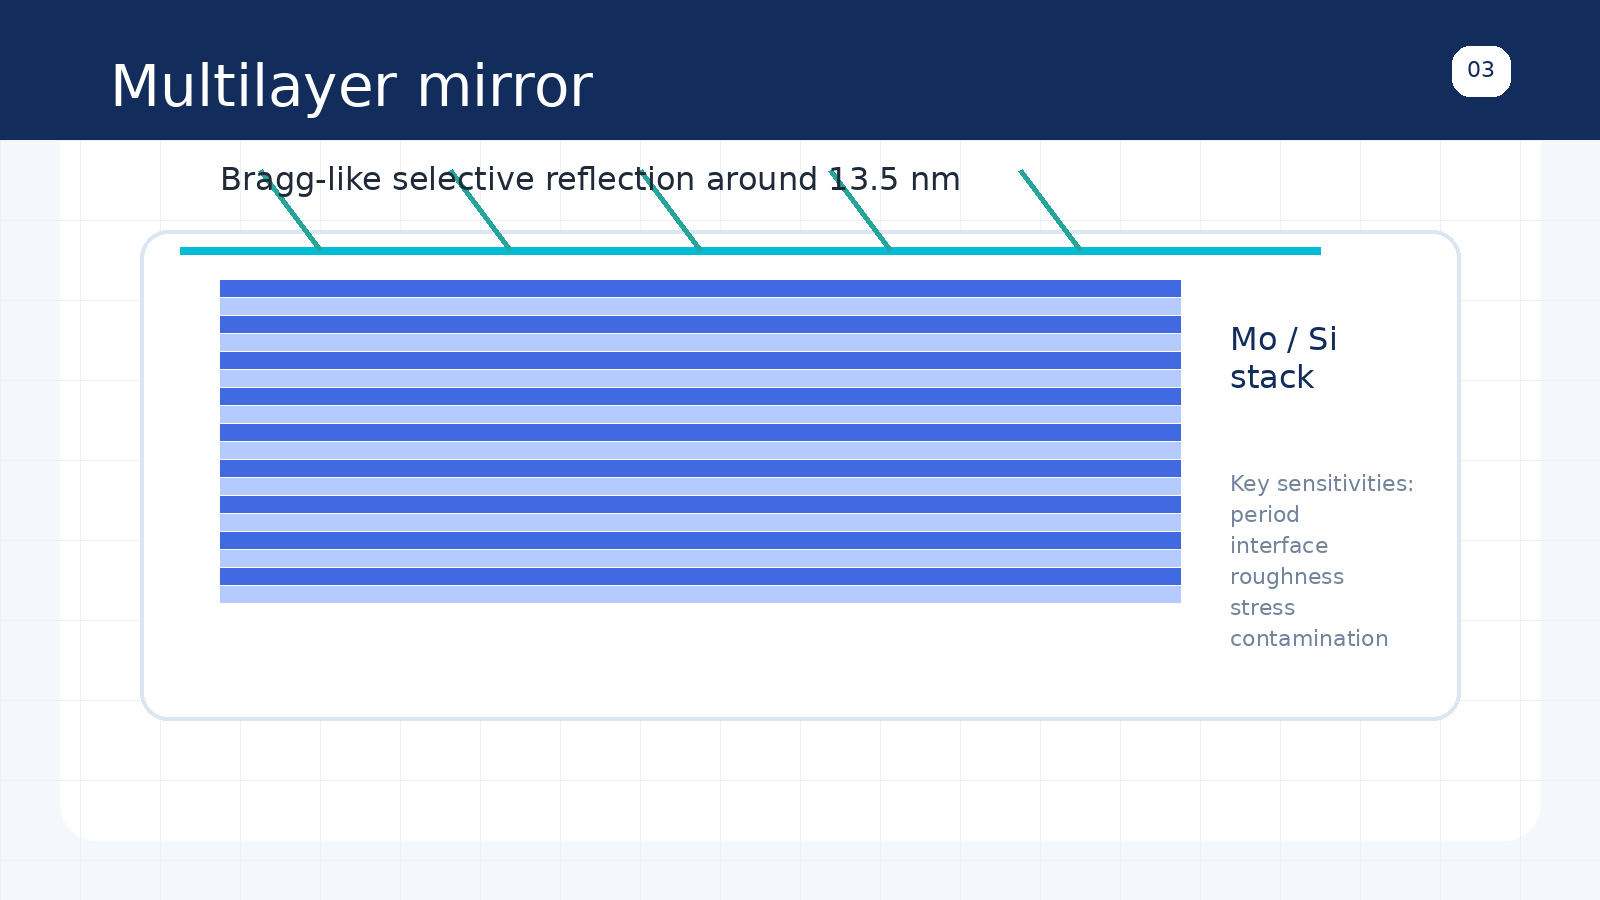 Multilayer mirror
03
Bragg-like selective reflection around 13.5 nm
Mo / Si
stack
Key sensitivities:
period
interface
roughness
stress
contamination